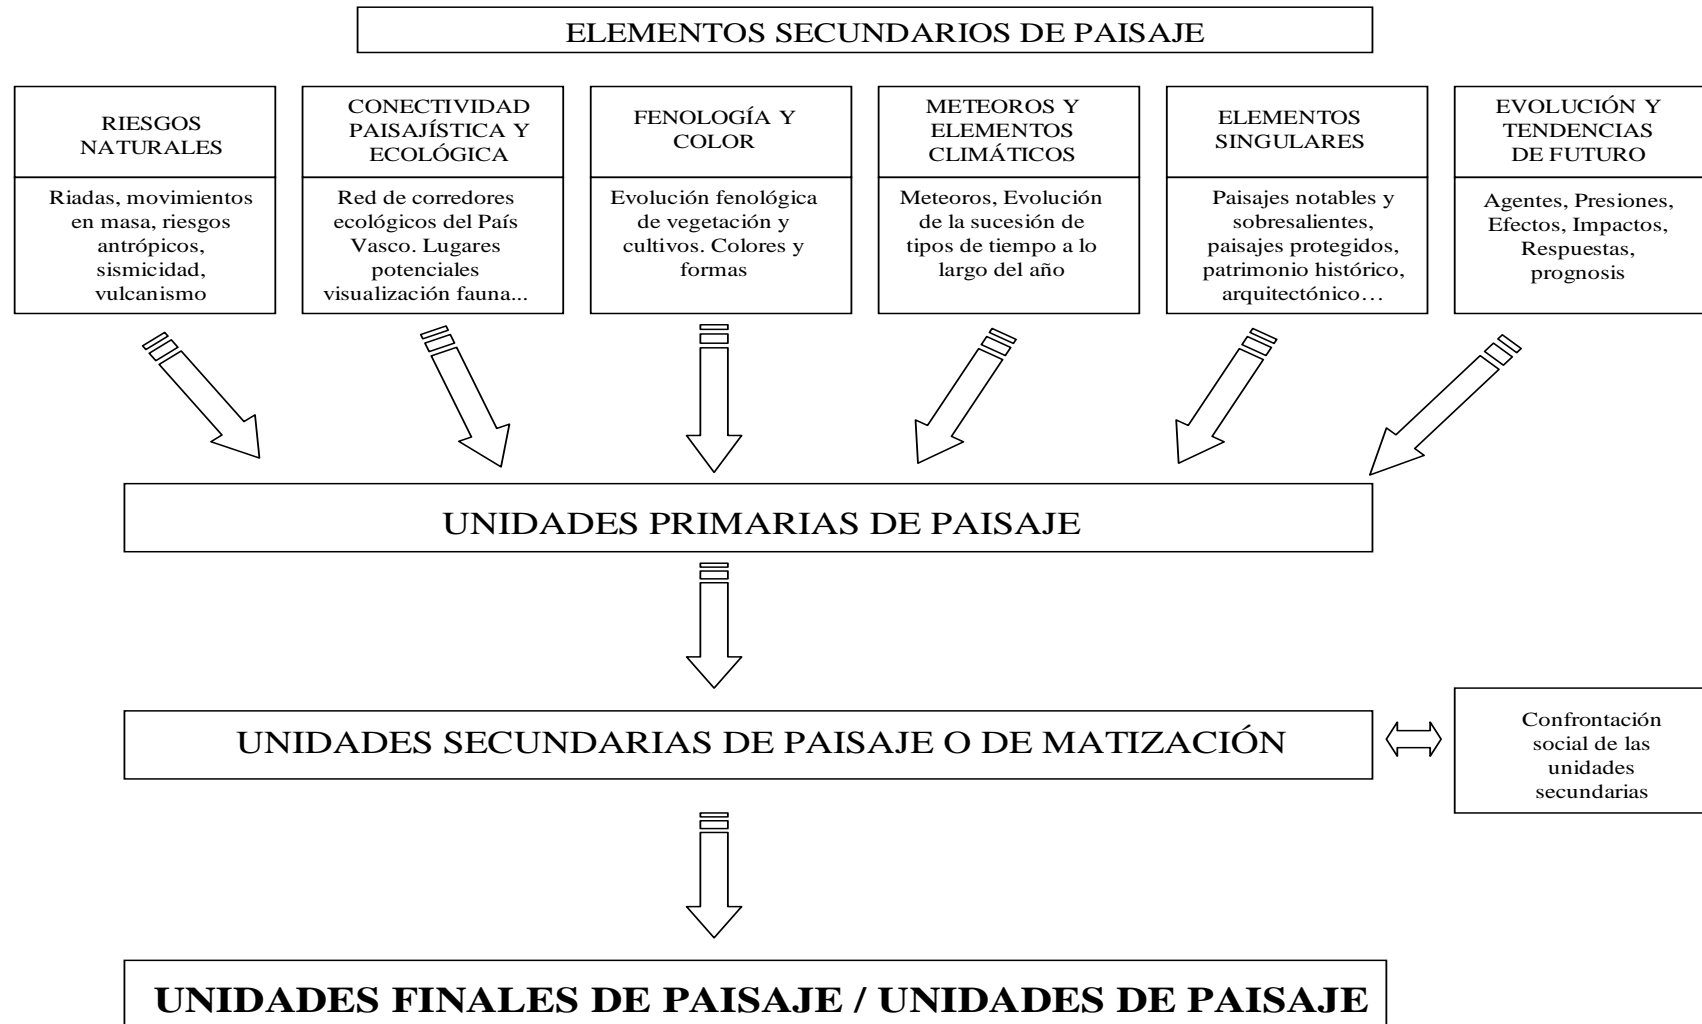 ELEMENTOS SECUNDARIOS DE PAISAJE
RIESGOS
NATURALES
Riadas, movimientos
en masa, riesgos
antrópicos,
sismicidad,
vulcanismo
CONECTIVIDAD
PAISAJÍSTICA Y
ECOLÓGICA
Red de corredores
ecológicos del País
Vasco. Lugares
potenciales
visualización fauna...
FENOLOGÍA Y
COLOR
Evolución fenológica
de vegetación y
cultivos. Colores y
formas
METEOROS Y
ELEMENTOS
CLIMÁTICOS
Meteoros, Evolución
de la sucesión de
tipos de tiempo a lo
largo del año
ELEMENTOS
SINGULARES
Paisajes notables y
sobresalientes,
paisajes protegidos,
patrimonio histórico,
arquitectónico…
EVOLUCIÓN Y
TENDENCIAS
DE FUTURO
Agentes, Presiones,
Efectos, Impactos,
Respuestas,
prognosis
UNIDADES PRIMARIAS DE PAISAJE
UNIDADES SECUNDARIAS DE PAISAJE O DE MATIZACIÓN
Confrontación
social de las
unidades
secundarias
UNIDADES FINALES DE PAISAJE / UNIDADES DE PAISAJE